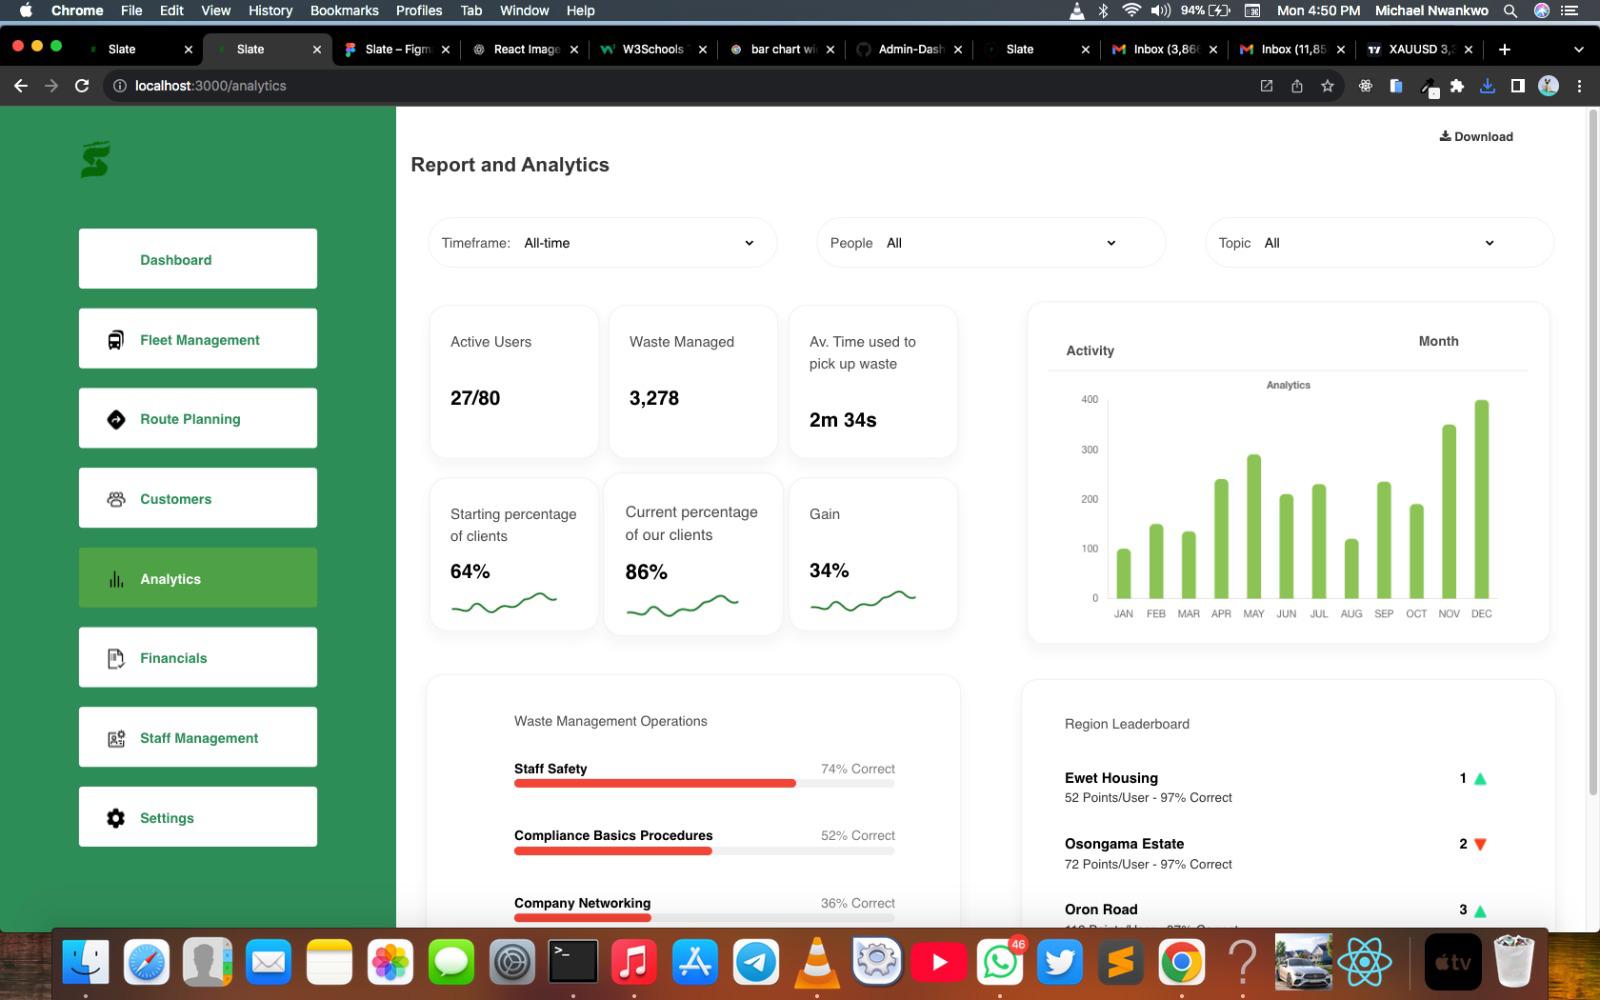 Chrome File Edit View History Bookmarks Profiles Tab Window Help 94% Mon 4:50 PM Michael Nwankwo
Slate Slate Slate – Figm React Image W3Schools bar chart wi Admin-Dash Slate Inbox (3,86 Inbox (11,85 XAUUSD 3,
localhost:3000/analytics
Download
Report and Analytics
Timeframe: All-time People All Topic All
Dashboard
Fleet Management
Route Planning
Customers
Analytics
Financials
Staff Management
Settings
Active Users
27/80
Waste Managed
3,278
Av. Time used to
pick up waste
2m 34s
Starting percentage
of clients
64%
Current percentage
of our clients
86%
Gain
34%
Activity Month
Analytics
400
300
200
100
0
JAN FEB MAR APR MAY JUN JUL AUG SEP OCT NOV DEC
Waste Management Operations
Staff Safety 74% Correct
Compliance Basics Procedures 52% Correct
Company Networking 36% Correct
Region Leaderboard
Ewet Housing 1
52 Points/User - 97% Correct
Osongama Estate 2
72 Points/User - 97% Correct
Oron Road 3
46
tv